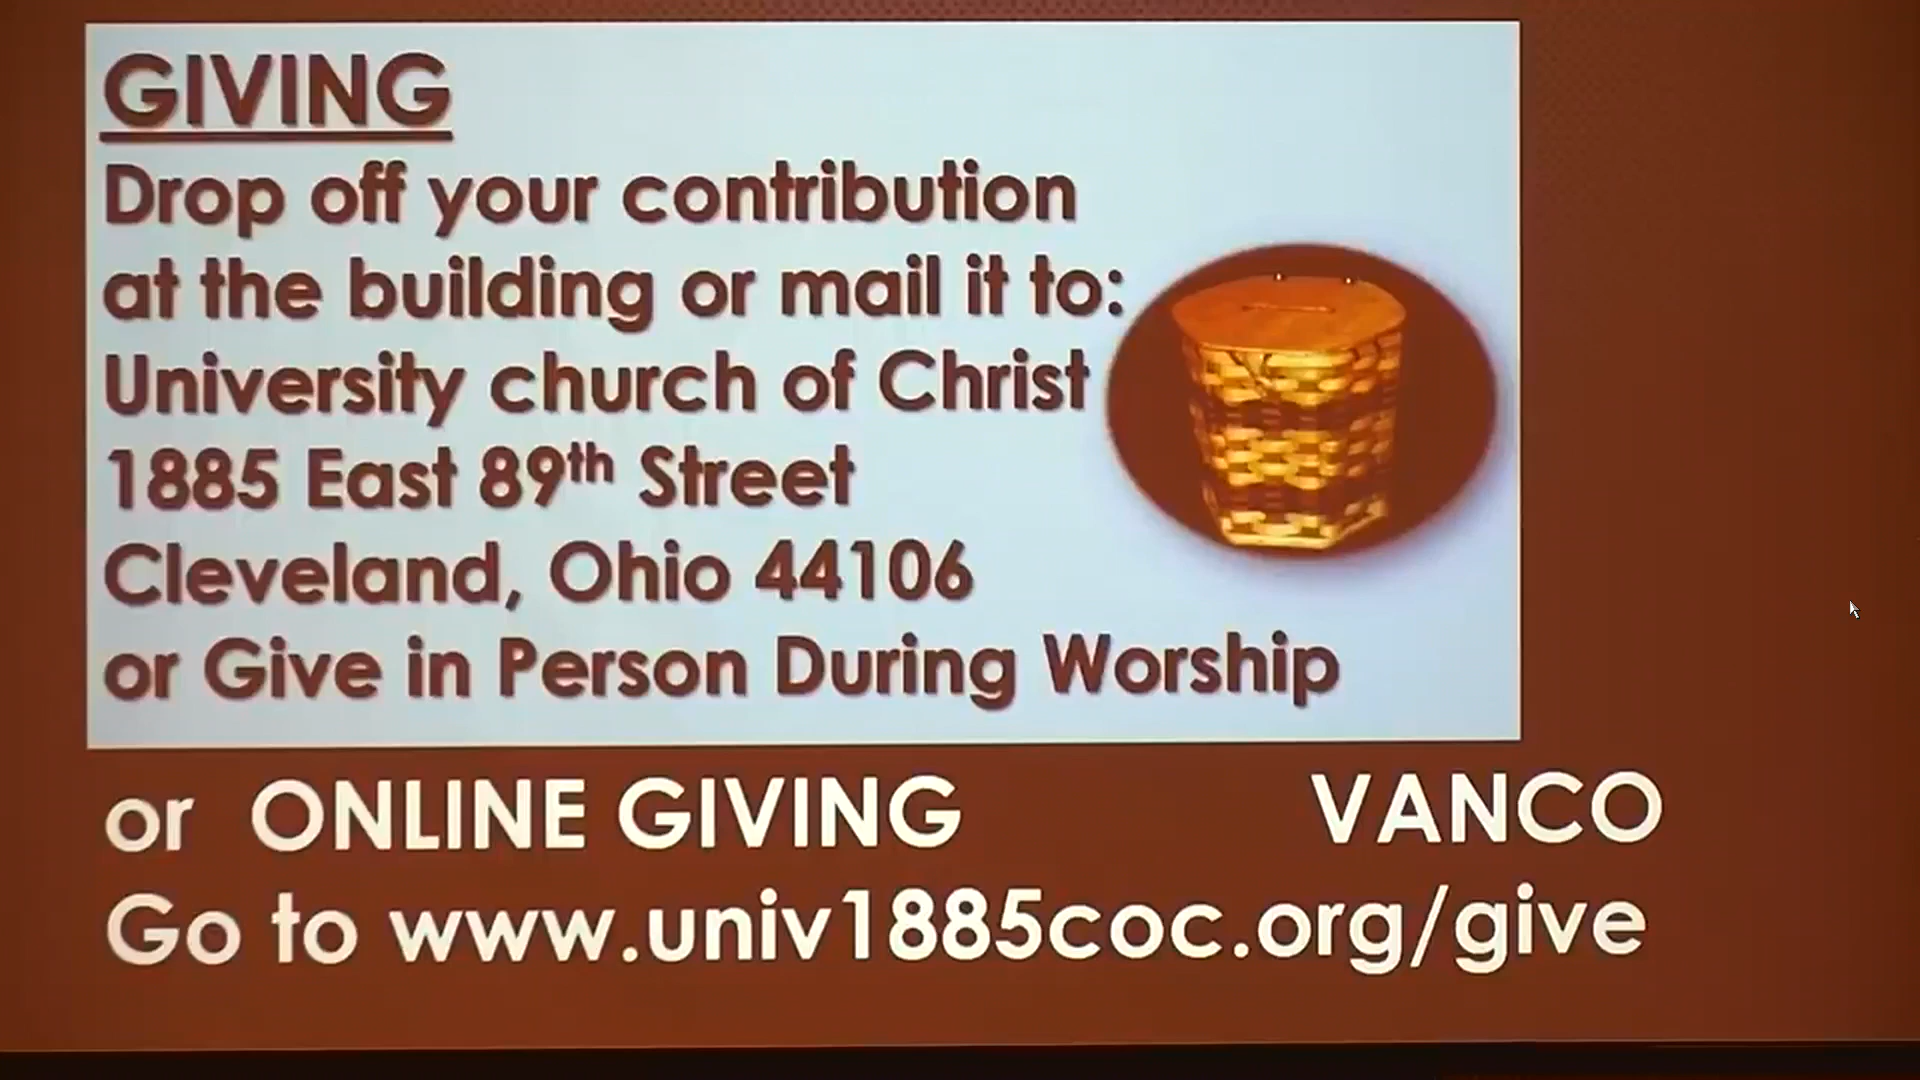 GIVING
Drop off your contribution
at the building or mail it to:
University church of Christ
1885 East 89th Street
Cleveland, Ohio 44106
or Give in Person During Worship
or ONLINE GIVING VANCO
Go to www.univ1885coc.org/give